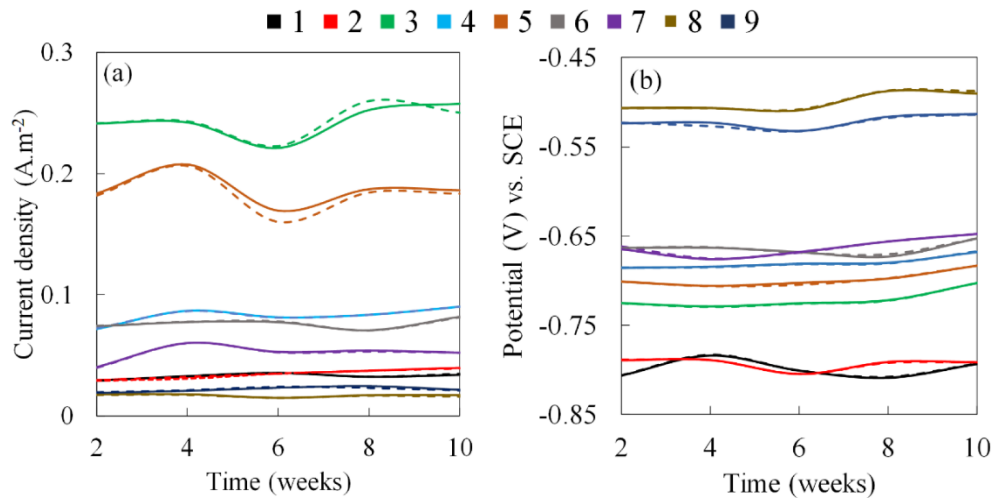 1 2 3 4 5 6 7 8 9
(a)
Current density (A.m-2)
0.3
0.2
0.1
0
2 4 6 8 10
Time (weeks)
(b)
Potential (V) vs. SCE
-0.45
-0.55
-0.65
-0.75
-0.85
2 4 6 8 10
Time (weeks)